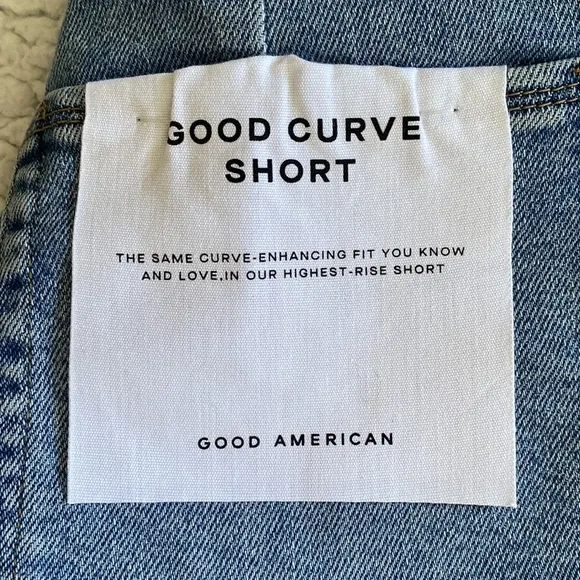 GOOD CURVE
SHORT
THE SAME CURVE-ENHANCING FIT YOU KNOW
AND LOVE,IN OUR HIGHEST-RISE SHORT
GOOD AMERICAN